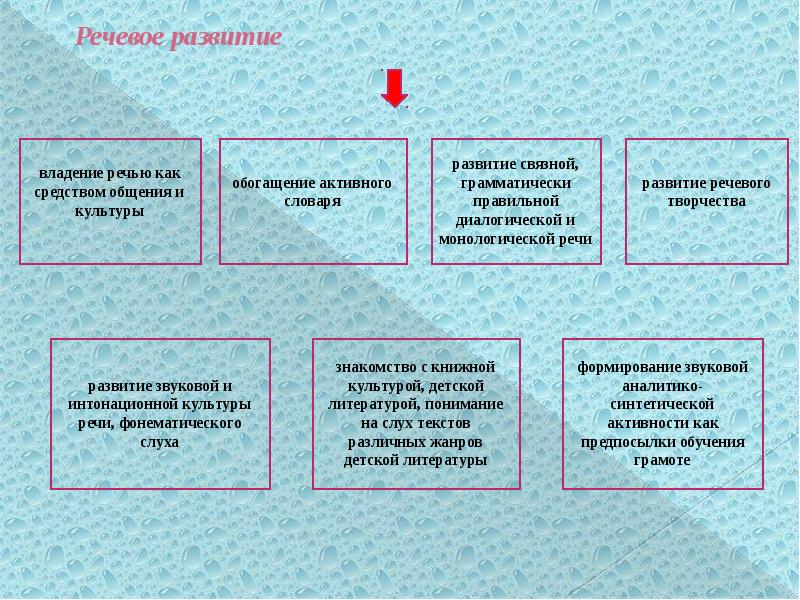 Речевое развитие
владение речью как
средством общения и
культуры
обогащение активного
словаря
развитие связной,
грамматически
правильной
диалогической и
монологической речи
развитие речевого
творчества
развитие звуковой и
интонационной культуры
речи, фонематического
слуха
знакомство с книжной
культурой, детской
литературой, понимание
на слух текстов
различных жанров
детской литературы
формирование звуковой
аналитико-
синтетической
активности как
предпосылки обучения
грамоте